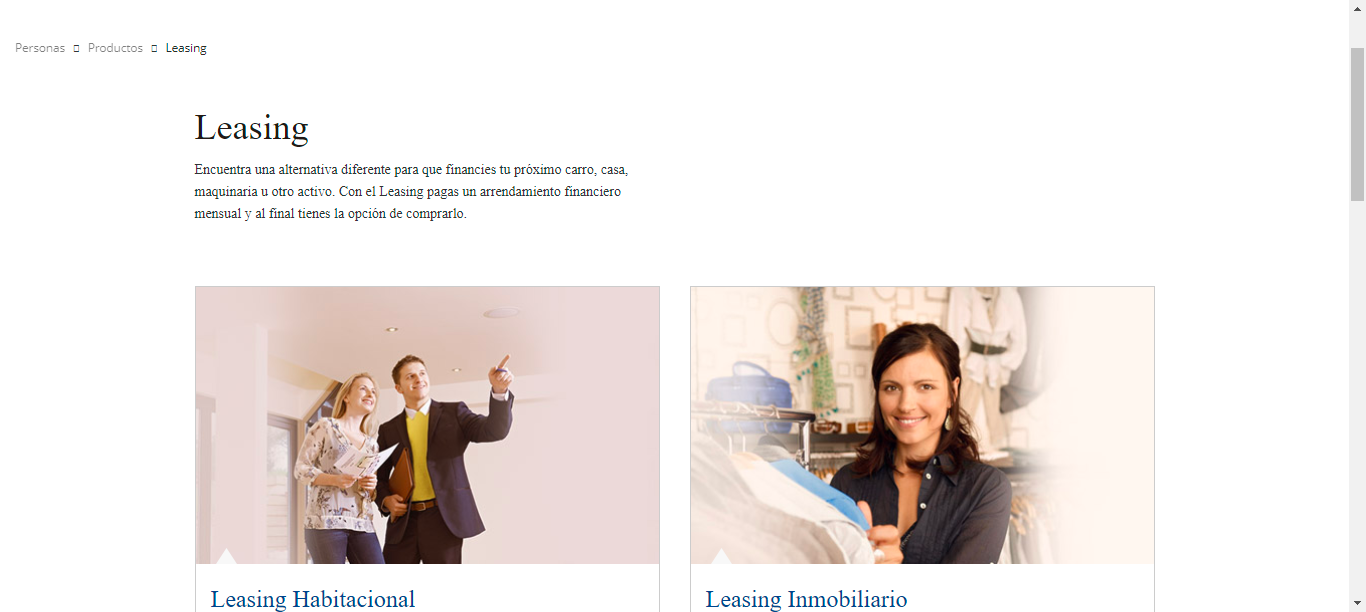 Personas Productos Leasing
Leasing
Encuentra una alternativa diferente para que financies tu próximo carro, casa,
maquinaria u otro activo. Con el Leasing pagas un arrendamiento financiero
mensual y al final tienes la opción de comprarlo.
Leasing Habitacional
Leasing Inmobiliario